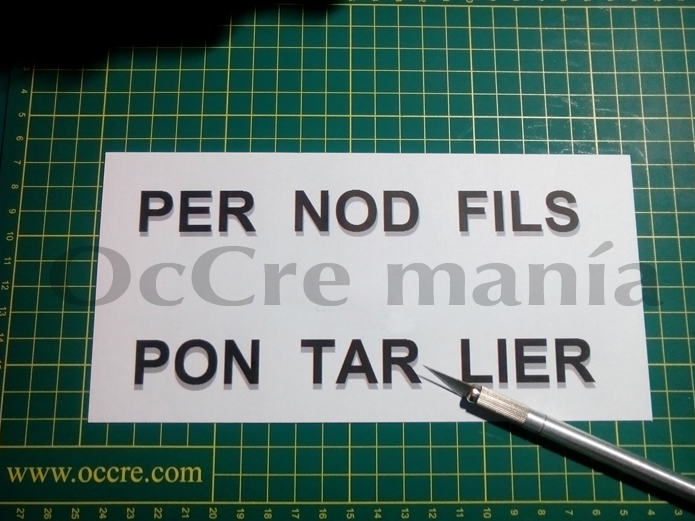 PER NOD FILS
OcCre manía
PON TAR LIER
www.occre.com